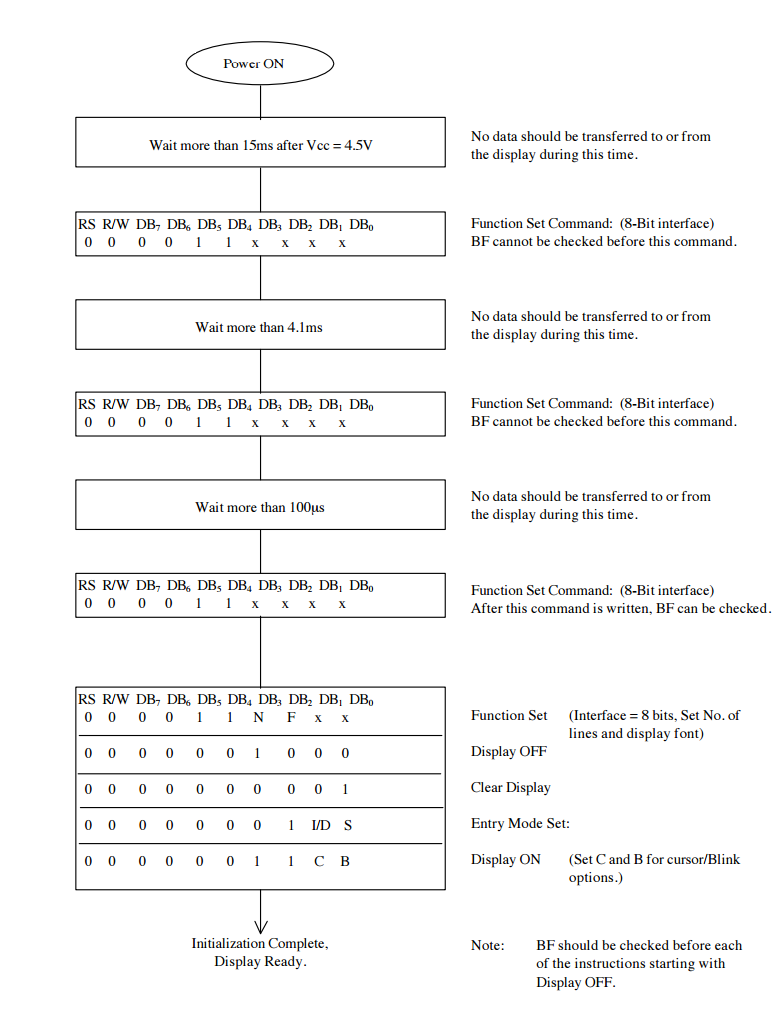 Power ON
Wait more than 15ms after Vcc = 4.5V
No data should be transferred to or from
the display during this time.
RS R/W DB₇ DB₆ DB₅ DB₄ DB₃ DB₂ DB₁ DB₀
0 0 0 0 1 1 x x x x
Function Set Command: (8-Bit interface)
BF cannot be checked before this command.
Wait more than 4.1ms
No data should be transferred to or from
the display during this time.
RS R/W DB₇ DB₆ DB₅ DB₄ DB₃ DB₂ DB₁ DB₀
0 0 0 0 1 1 x x x x
Function Set Command: (8-Bit interface)
BF cannot be checked before this command.
Wait more than 100µs
No data should be transferred to or from
the display during this time.
RS R/W DB₇ DB₆ DB₅ DB₄ DB₃ DB₂ DB₁ DB₀
0 0 0 0 1 1 x x x x
Function Set Command: (8-Bit interface)
After this command is written, BF can be checked.
RS R/W DB₇ DB₆ DB₅ DB₄ DB₃ DB₂ DB₁ DB₀
0 0 0 0 1 1 N F x x
Function Set (Interface = 8 bits, Set No. of
lines and display font)
0 0 0 0 0 0 1 0 0 0
Display OFF
0 0 0 0 0 0 0 0 0 1
Clear Display
0 0 0 0 0 0 0 1 I/D S
Entry Mode Set:
0 0 0 0 0 0 1 1 C B
Display ON (Set C and B for cursor/Blink
options.)
Initialization Complete,
Display Ready.
Note: BF should be checked before each
of the instructions starting with
Display OFF.